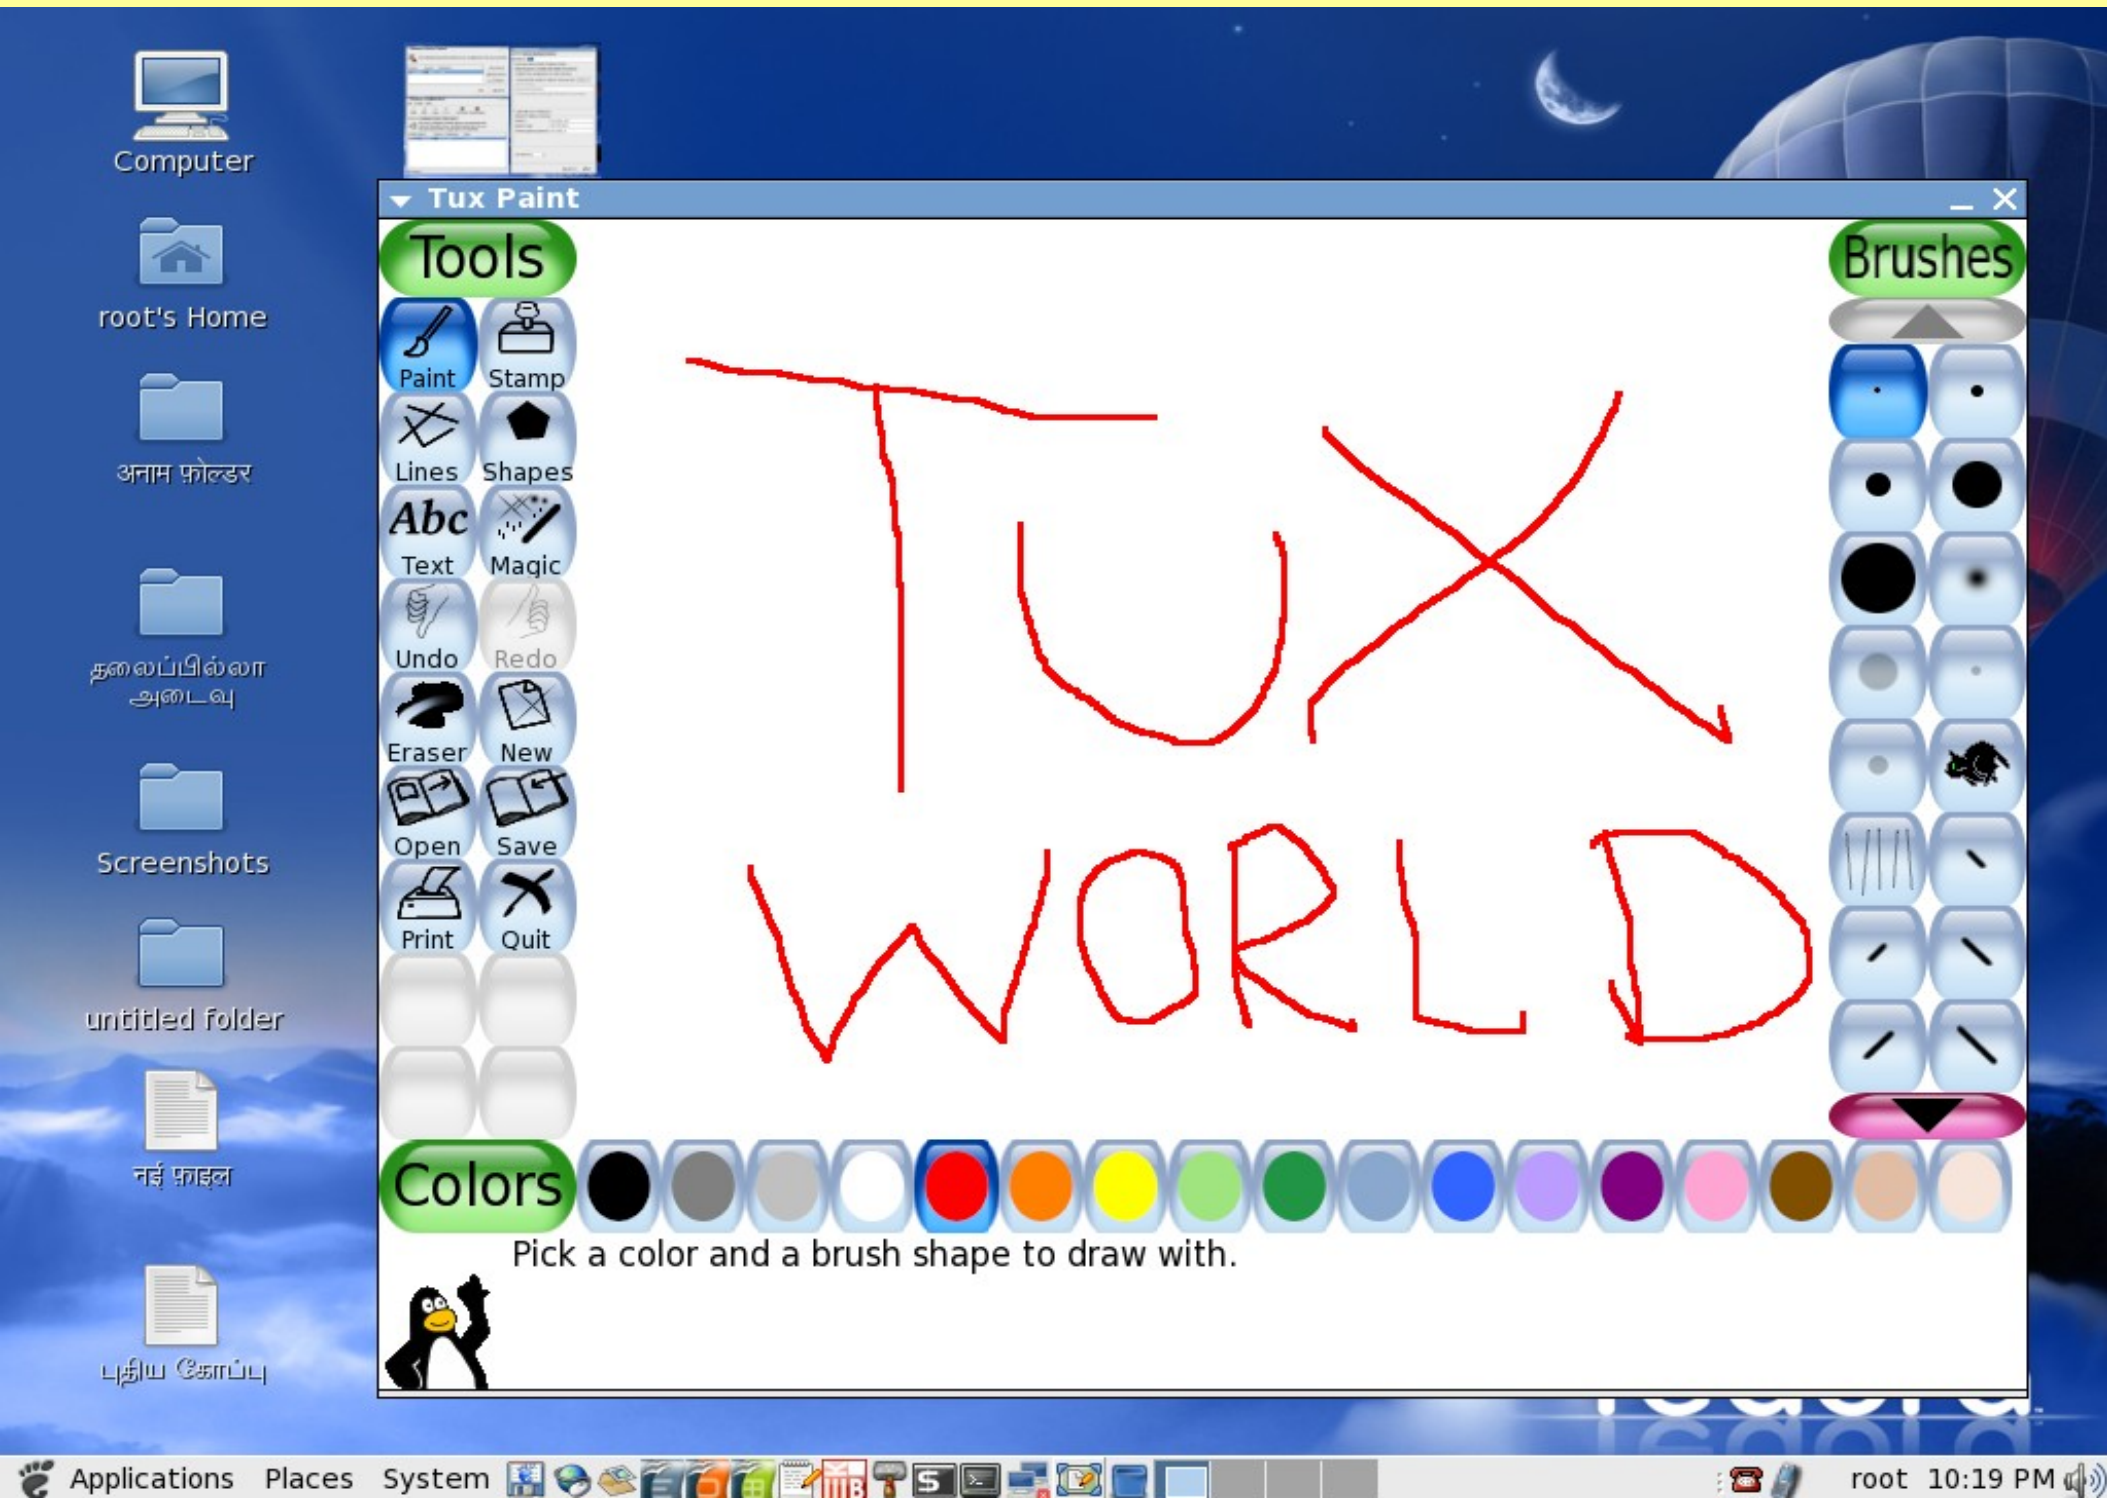 Computer
root's Home
अनाम फ़ोल्डर
தலைப்பில்லா
அடைவு
Screenshots
untitled folder
नई फ़ाइल
புதிய கோப்பு
Tux Paint
Tools
Paint Stamp
Lines Shapes
Abc
Text Magic
Undo Redo
Eraser New
Open Save
Print Quit
TUX
WORLD
Brushes
Colors
Pick a color and a brush shape to draw with.
Applications Places System
root 10:19 PM